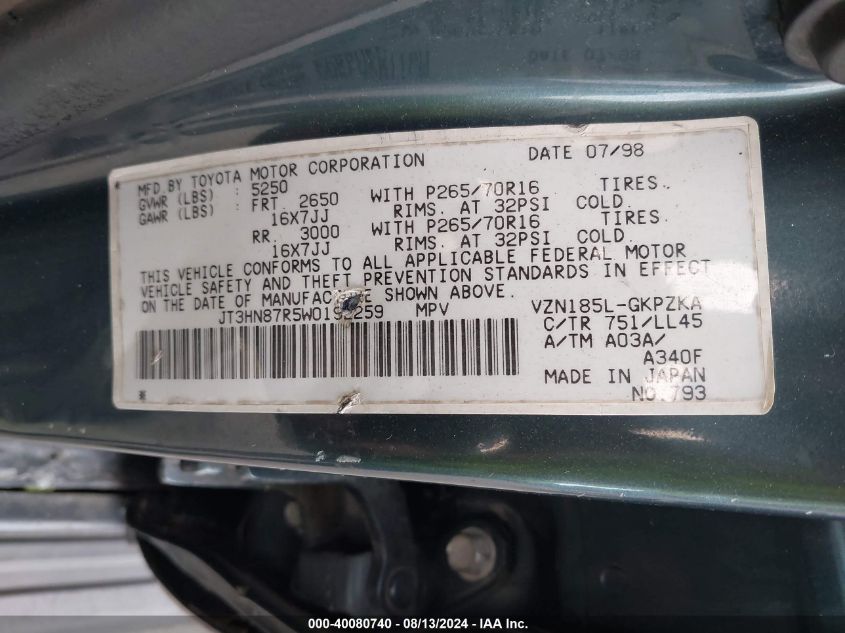 MFD.BY TOYOTA MOTOR CORPORATION DATE 07/98
GVWR (LBS) : 5250
GAWR (LBS) : FRT. 2650 WITH P265/70R16 TIRES.
16X7JJ RIMS. AT 32PSI COLD.
RR. 3000 WITH P265/70R16 TIRES.
16X7JJ RIMS. AT 32PSI COLD.
THIS VEHICLE CONFORMS TO ALL APPLICABLE FEDERAL MOTOR
VEHICLE SAFETY AND THEFT PREVENTION STANDARDS IN EFFECT
ON THE DATE OF MANUFAC E SHOWN ABOVE.
MPV VZN185L-GKPZKA
C/TR 751/LL45
A/TM A03A/
A340F
MADE IN JAPAN
793
000-40080740 - 08/13/2024 - IAA Inc.